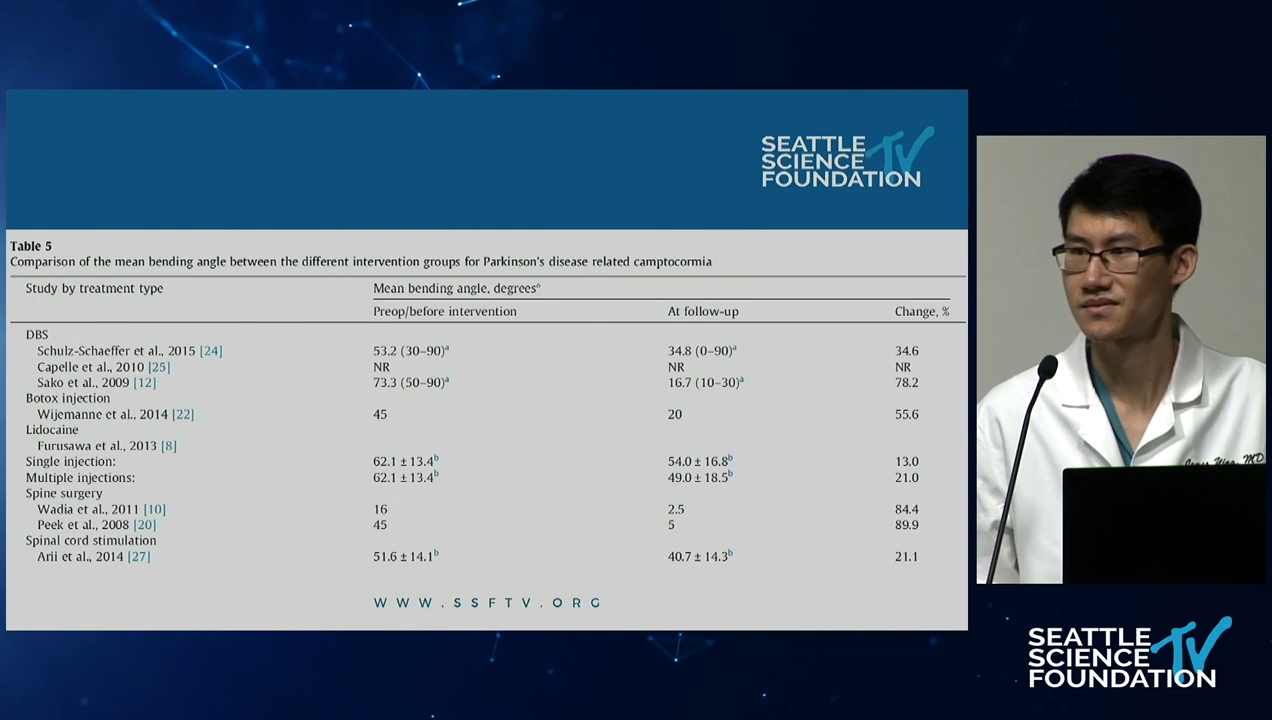 SEATTLE
SCIENCE TV
FOUNDATION
Table 5
Comparison of the mean bending angle between the different intervention groups for Parkinson's disease related camptocormia
Study by treatment type Mean bending angle, degreesº
Preop/before intervention At follow-up Change, %
DBS
Schulz-Schaeffer et al., 2015 [24] 53.2 (30–90)ᵃ 34.8 (0–90)ᵃ 34.6
Capelle et al., 2010 [25] NR NR NR
Sako et al., 2009 [12] 73.3 (50–90)ᵃ 16.7 (10–30)ᵃ 78.2
Botox injection
Wijemanne et al., 2014 [22] 45 20 55.6
Lidocaine
Furusawa et al., 2013 [8]
Single injection: 62.1 ± 13.4ᵇ 54.0 ± 16.8ᵇ 13.0
Multiple injections: 62.1 ± 13.4ᵇ 49.0 ± 18.5ᵇ 21.0
Spine surgery
Wadia et al., 2011 [10] 16 2.5 84.4
Peek et al., 2008 [20] 45 5 89.9
Spinal cord stimulation
Arii et al., 2014 [27] 51.6 ± 14.1ᵇ 40.7 ± 14.3ᵇ 21.1
WWW.SSFTV.ORG
MD
SEATTLE
SCIENCE TV
FOUNDATION